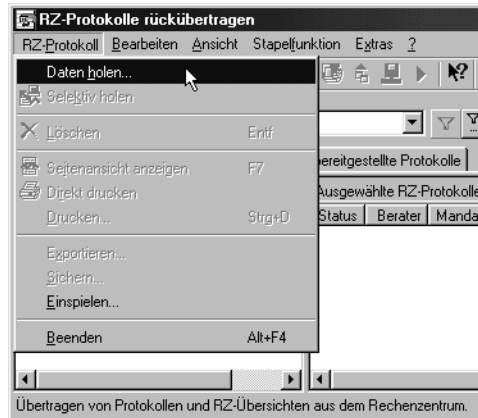 RZ-Protokolle rückübertragen
RZ-Protokoll Bearbeiten Ansicht Stapelfunktion Extras ?
Daten holen...
Selektiv holen
Löschen Entf
Seitenansicht anzeigen F7
Direkt drucken
Drucken... Strg+D
Exportieren...
Sichern...
Einspielen...
Beenden Alt+F4
bereitgestellte Protokolle
Ausgewählte RZ-Protokolle
Status Berater Manda
Übertragen von Protokollen und RZ-Übersichten aus dem Rechenzentrum.